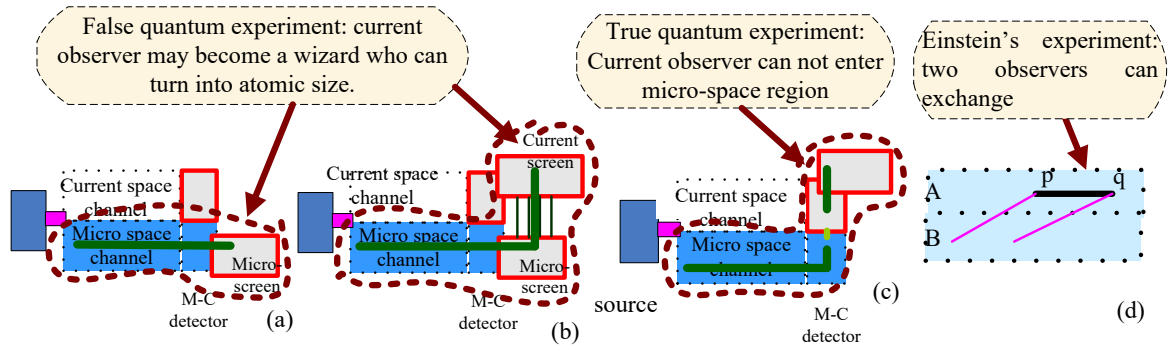 False quantum experiment: current
observer may become a wizard who can
turn into atomic size.
True quantum experiment:
Current observer can not enter
micro-space region
Einstein’s experiment:
two observers can
exchange
Current space
channel
Micro space
channel
Micro-
screen
M-C
detector
(a)
Current
screen
Current space
channel
Micro space
channel
Micro-
screen
M-C
detector
(b)
source
Current space
channel
Micro space
channel
M-C
detector
(c)
p
q
A
B
(d)